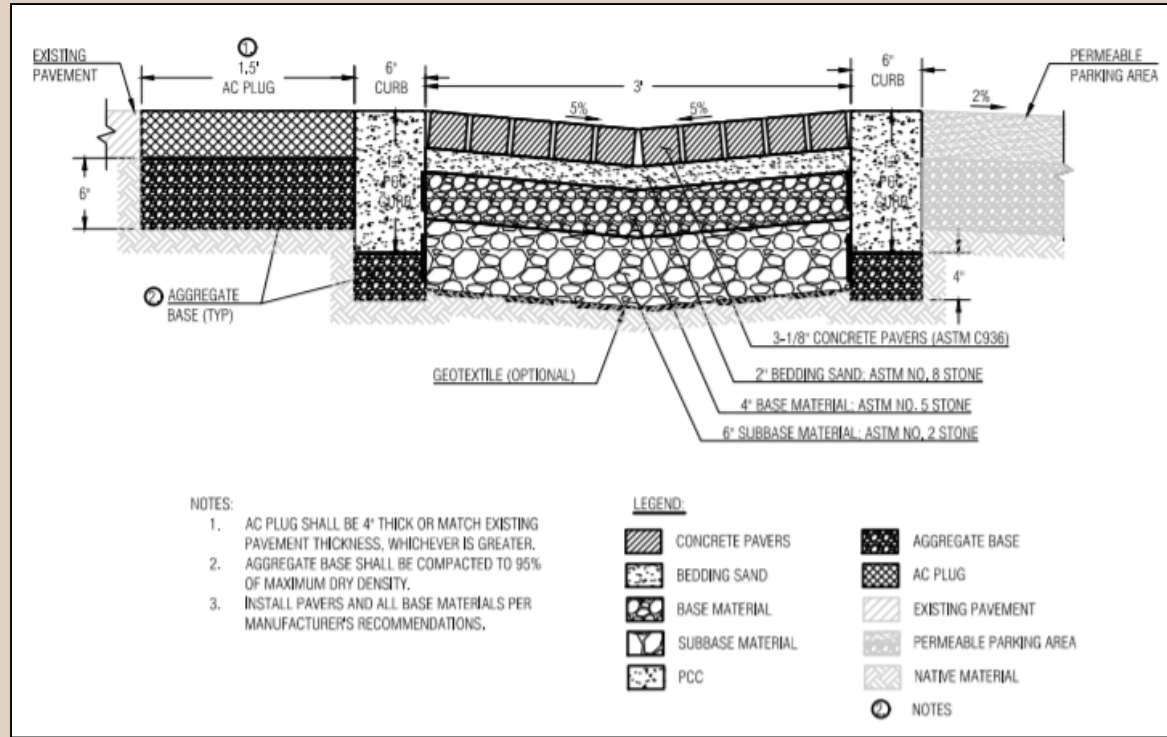 EXISTING
PAVEMENT
1.
1.5'
AC PLUG
6"
CURB
3'
6"
CURB
PERMEABLE
PARKING AREA
5%
5%
2%
6"
PCC
CURB
PCC
CURB
4"
2. AGGREGATE
BASE (TYP)
GEOTEXTILE (OPTIONAL)
3-1/8" CONCRETE PAVERS (ASTM C936)
2" BEDDING SAND: ASTM NO. 8 STONE
4" BASE MATERIAL: ASTM NO. 5 STONE
6" SUBBASE MATERIAL: ASTM NO. 2 STONE
NOTES:
1. AC PLUG SHALL BE 4" THICK OR MATCH EXISTING
PAVEMENT THICKNESS, WHICHEVER IS GREATER.
2. AGGREGATE BASE SHALL BE COMPACTED TO 95%
OF MAXIMUM DRY DENSITY.
3. INSTALL PAVERS AND ALL BASE MATERIALS PER
MANUFACTURER'S RECOMMENDATIONS.
LEGEND:
CONCRETE PAVERS
BEDDING SAND
BASE MATERIAL
SUBBASE MATERIAL
PCC
AGGREGATE BASE
AC PLUG
EXISTING PAVEMENT
PERMEABLE PARKING AREA
NATIVE MATERIAL
2. NOTES